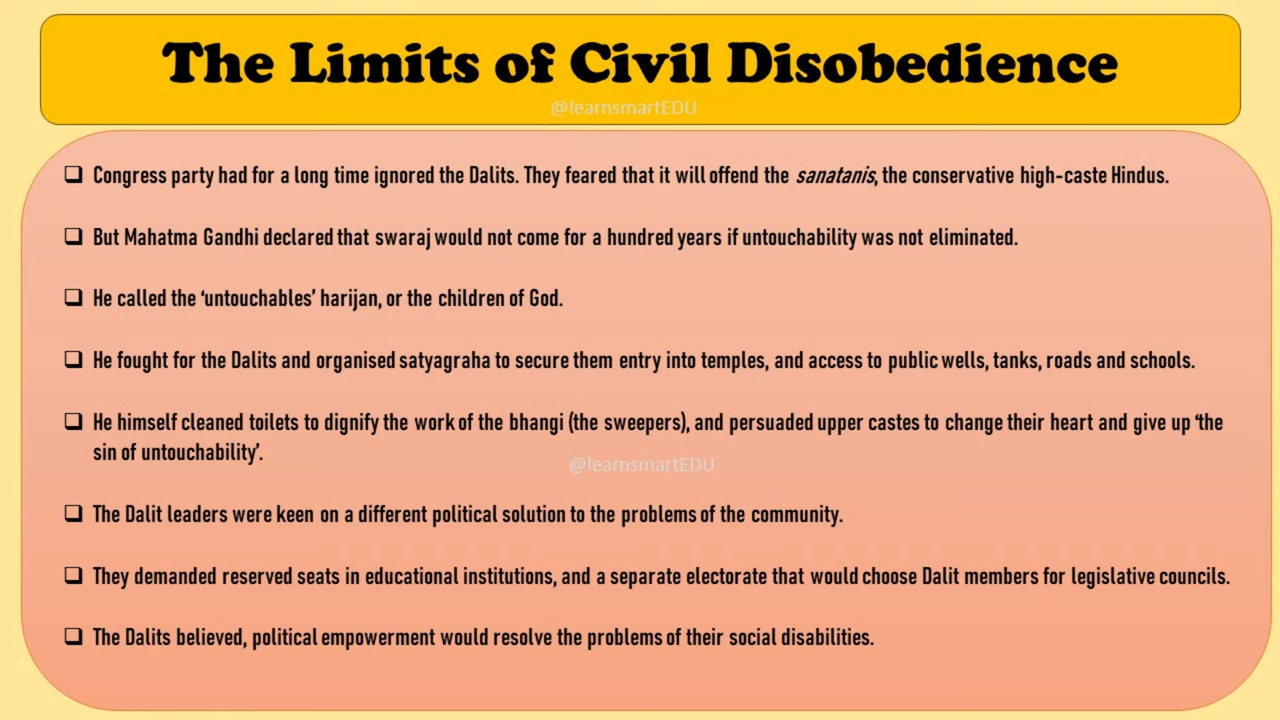 The Limits of Civil Disobedience
@learnsmartEDU
Congress party had for a long time ignored the Dalits. They feared that it will offend the sanatanis, the conservative high-caste Hindus.
But Mahatma Gandhi declared that swaraj would not come for a hundred years if untouchability was not eliminated.
He called the ‘untouchables’ harijan, or the children of God.
He fought for the Dalits and organised satyagraha to secure them entry into temples, and access to public wells, tanks, roads and schools.
He himself cleaned toilets to dignify the work of the bhangi (the sweepers), and persuaded upper castes to change their heart and give up ‘the
sin of untouchability’.
@learnsmartEDU
The Dalit leaders were keen on a different political solution to the problems of the community.
They demanded reserved seats in educational institutions, and a separate electorate that would choose Dalit members for legislative councils.
The Dalits believed, political empowerment would resolve the problems of their social disabilities.